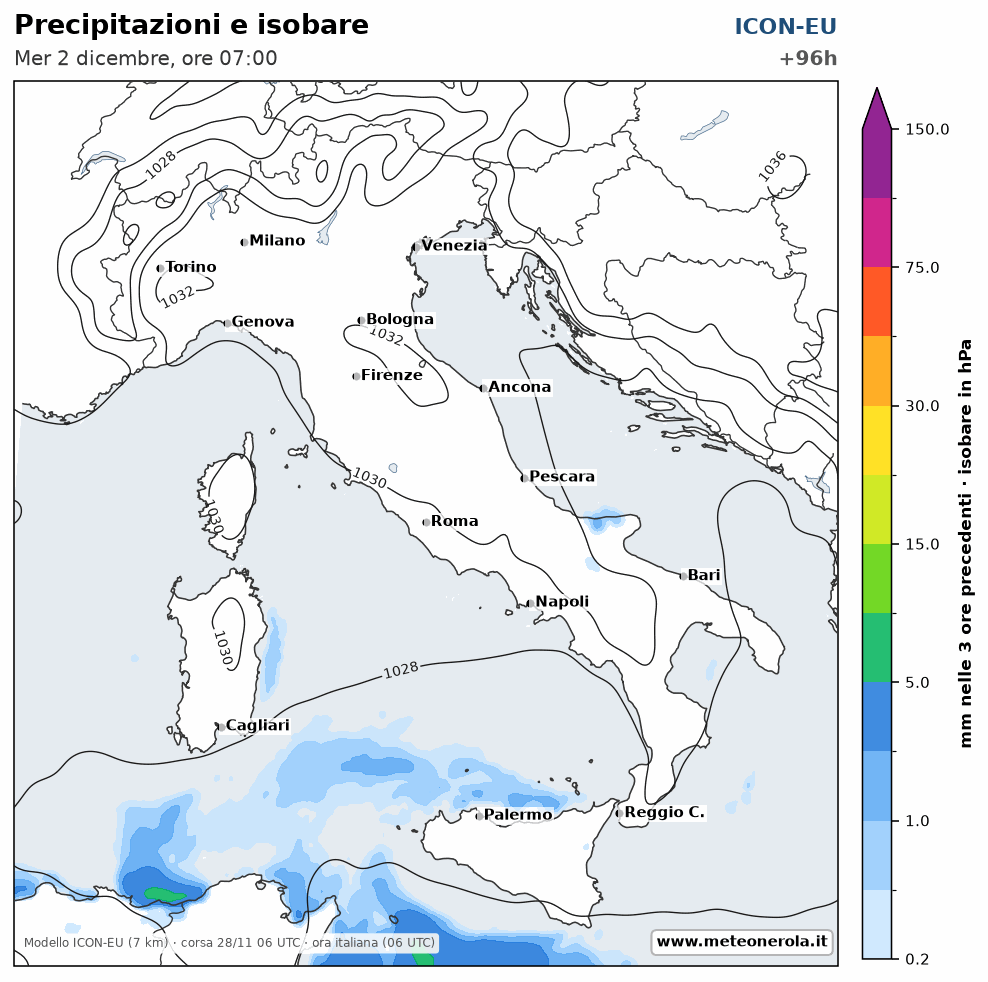 Precipitazioni e isobare
ICON-EU
Mer 2 dicembre, ore 07:00
+96h
150.0
75.0
30.0
15.0
5.0
1.0
0.2
mm nelle 3 ore precedenti · isobare in hPa
1028
1036
Milano
Venezia
Torino
1032
Genova
Bologna
1032
Firenze
Ancona
1030
Pescara
1030
Roma
Bari
Napoli
1030
1028
Cagliari
Palermo
Reggio C.
Modello ICON-EU (7 km) · corsa 28/11 06 UTC · ora italiana (06 UTC)
www.meteonerola.it